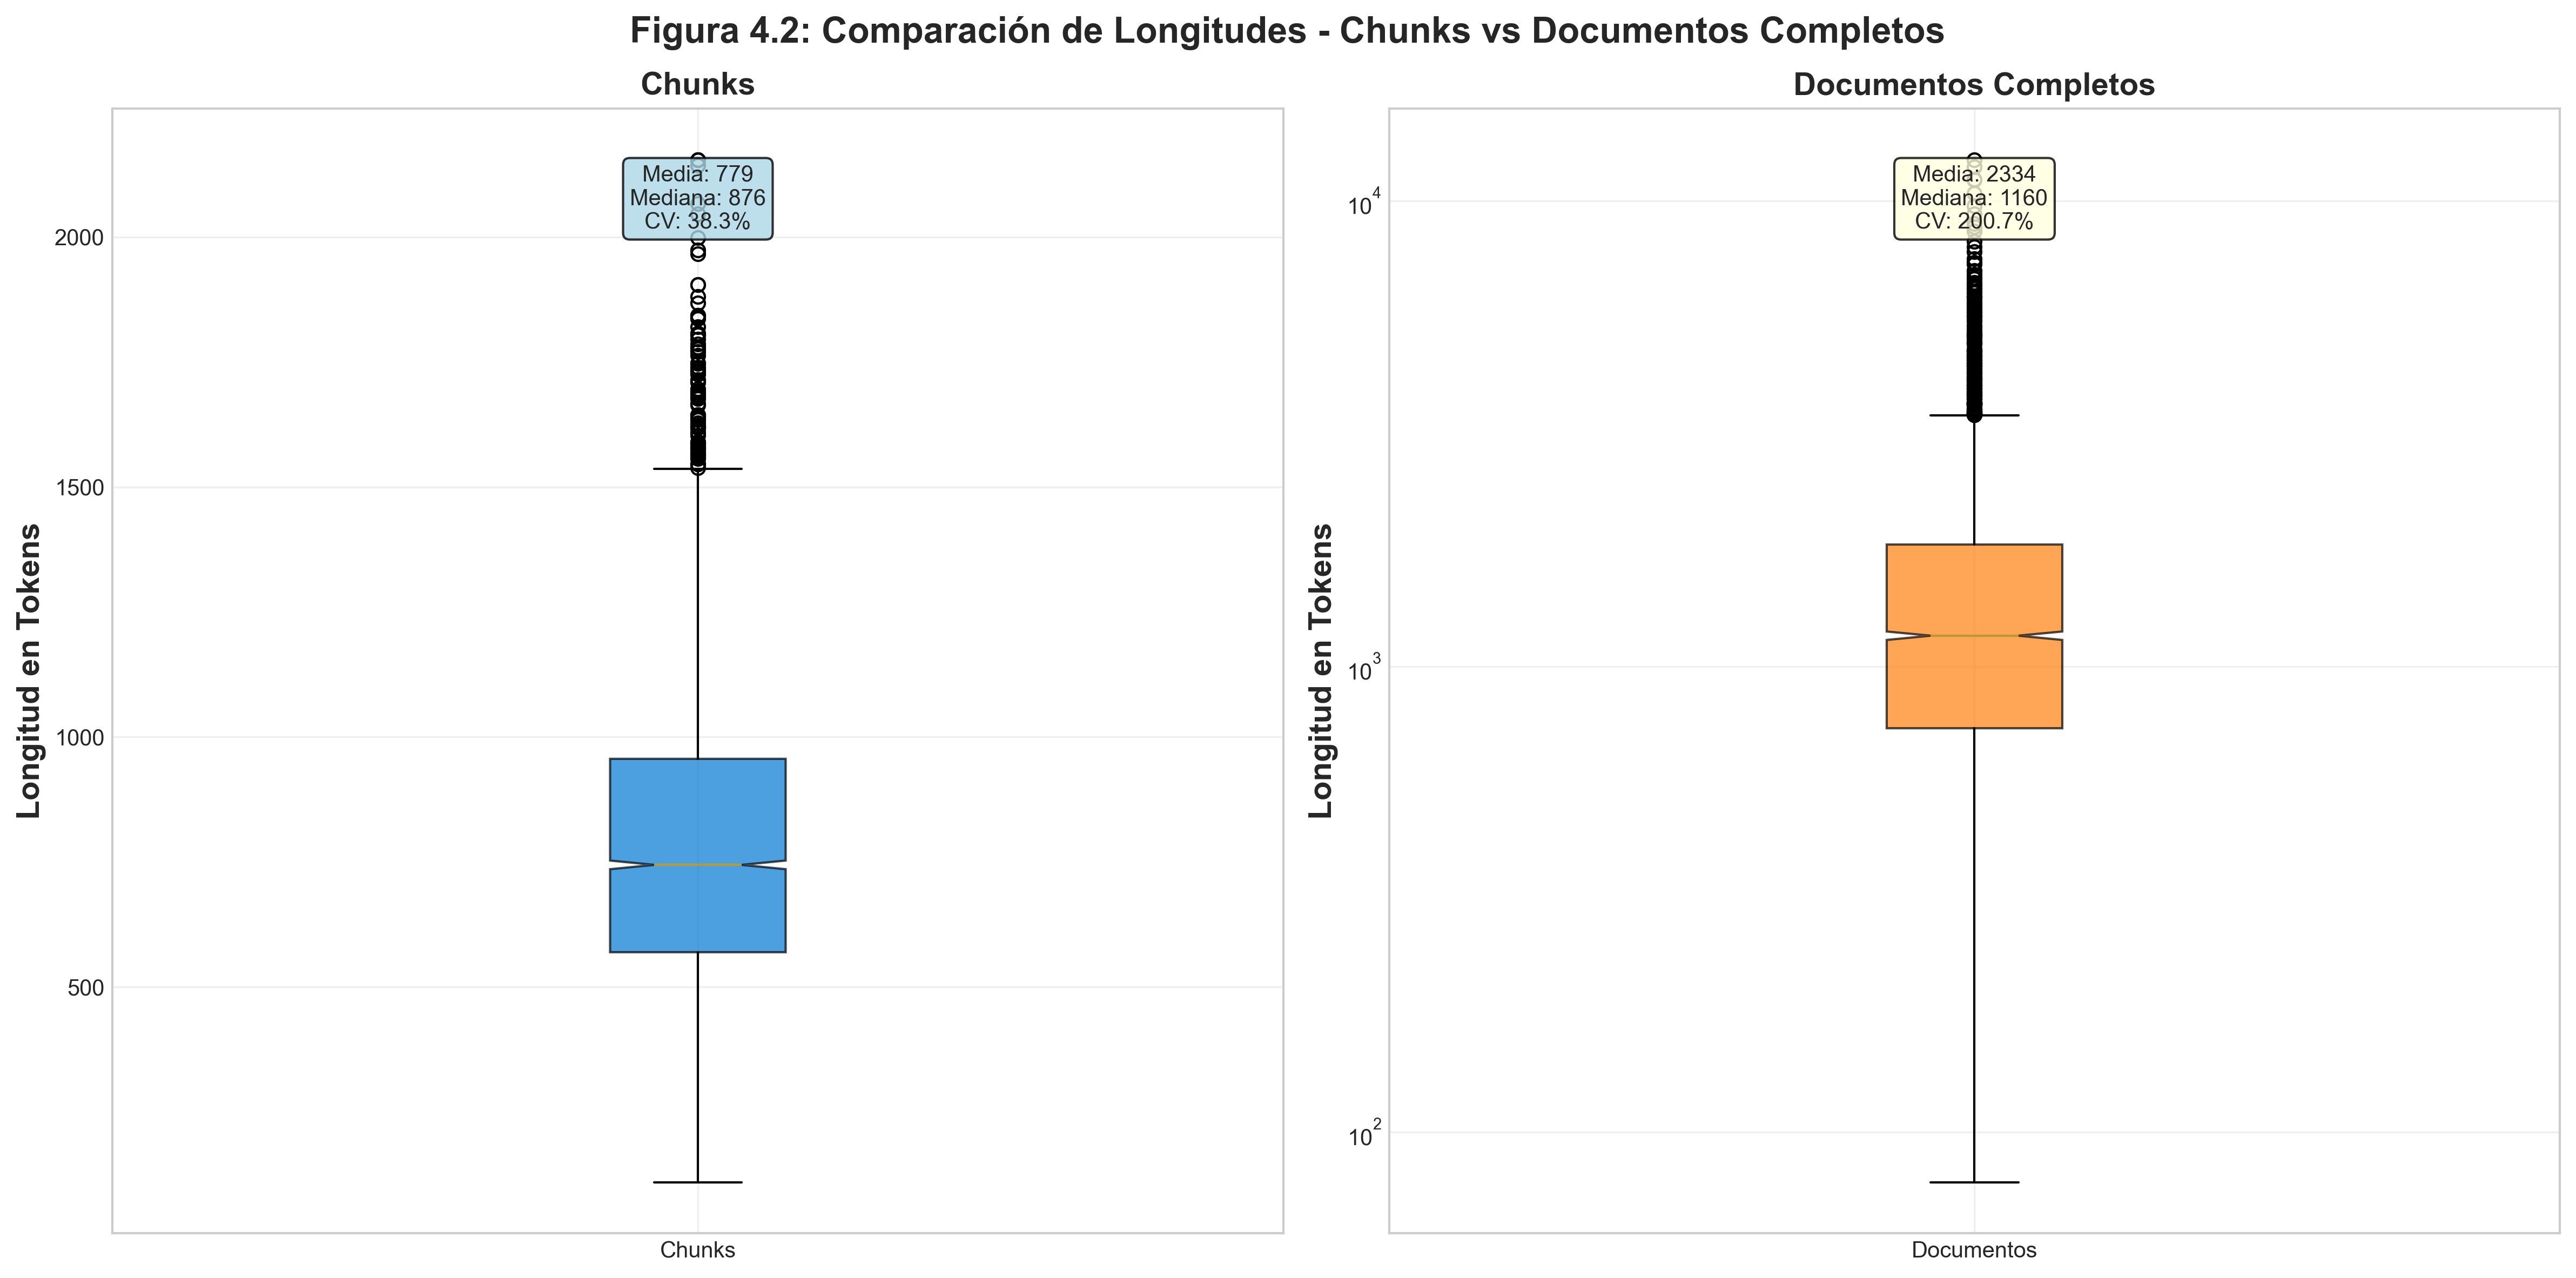 Figura 4.2: Comparación de Longitudes - Chunks vs Documentos Completos
Chunks
Media: 779
Mediana: 876
CV: 38.3%
2000
1500
1000
500
Longitud en Tokens
Chunks
Documentos Completos
Media: 2334
Mediana: 1160
CV: 200.7%
10^4
10^3
10^2
Longitud en Tokens
Documentos